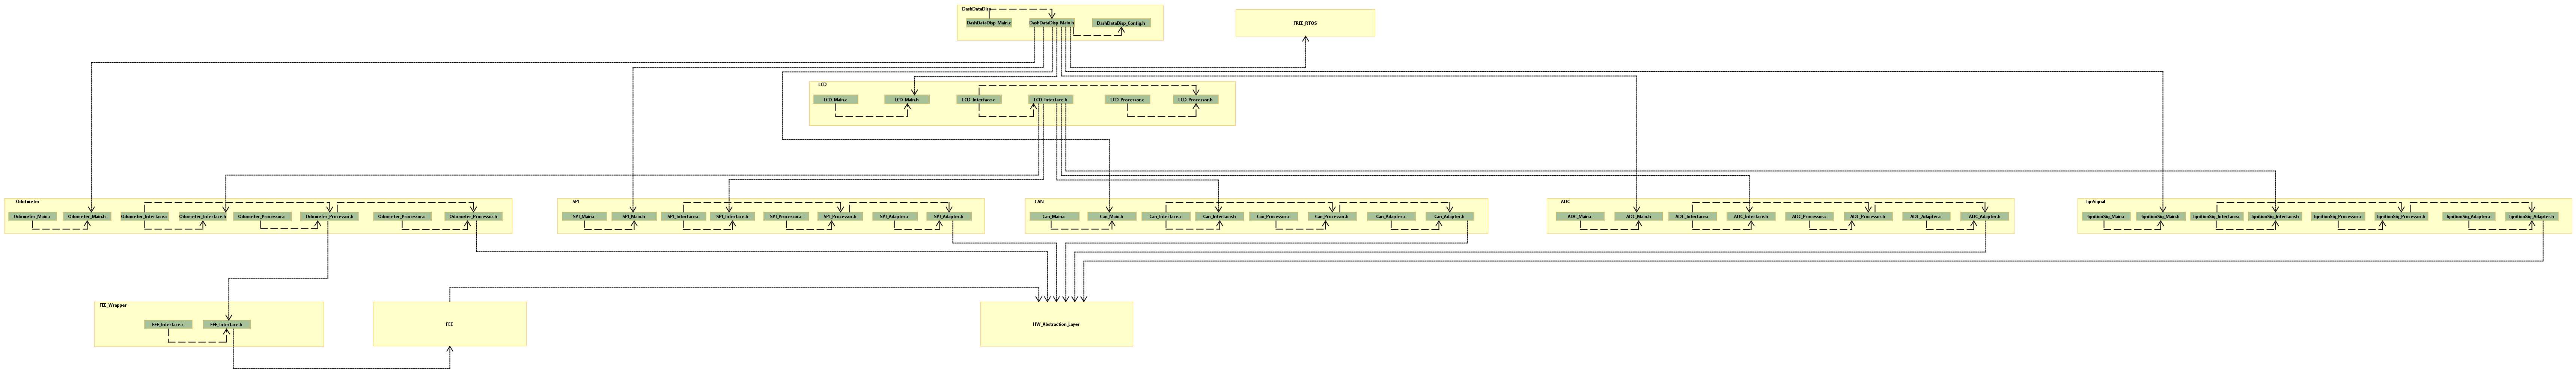 DashDataDisp
DashDataDisp_Main.c
DashDataDisp_Main.h
DashDataDisp_Config.h
FREE_RTOS
LCD
LCD_Main.c
LCD_Main.h
LCD_Interface.c
LCD_Interface.h
LCD_Processor.c
LCD_Processor.h
Odotmeter
Odometer_Main.c
Odometer_Main.h
Odometer_Interface.c
Odometer_Interface.h
Odometer_Processor.c
Odometer_Processor.h
Odometer_Processor.c
Odometer_Processor.h
SPI
SPI_Main.c
SPI_Main.h
SPI_Interface.c
SPI_Interface.h
SPI_Processor.c
SPI_Processor.h
SPI_Adapter.c
SPI_Adapter.h
CAN
Can_Main.c
Can_Main.h
Can_Interface.c
Can_Interface.h
Can_Processor.c
Can_Processor.h
Can_Adapter.c
Can_Adapter.h
ADC
ADC_Main.c
ADC_Main.h
ADC_Interface.c
ADC_Interface.h
ADC_Processor.c
ADC_Processor.h
ADC_Adapter.c
ADC_Adapter.h
IgnSignal
IgnitionSig_Main.c
IgnitionSig_Main.h
IgnitionSig_Interface.c
IgnitionSig_Interface.h
IgnitionSig_Processor.c
IgnitionSig_Processor.h
IgnitionSig_Adapter.c
IgnitionSig_Adapter.h
FEE_Wrapper
FEE_Interface.c
FEE_Interface.h
FEE
HW_Abstraction_Layer